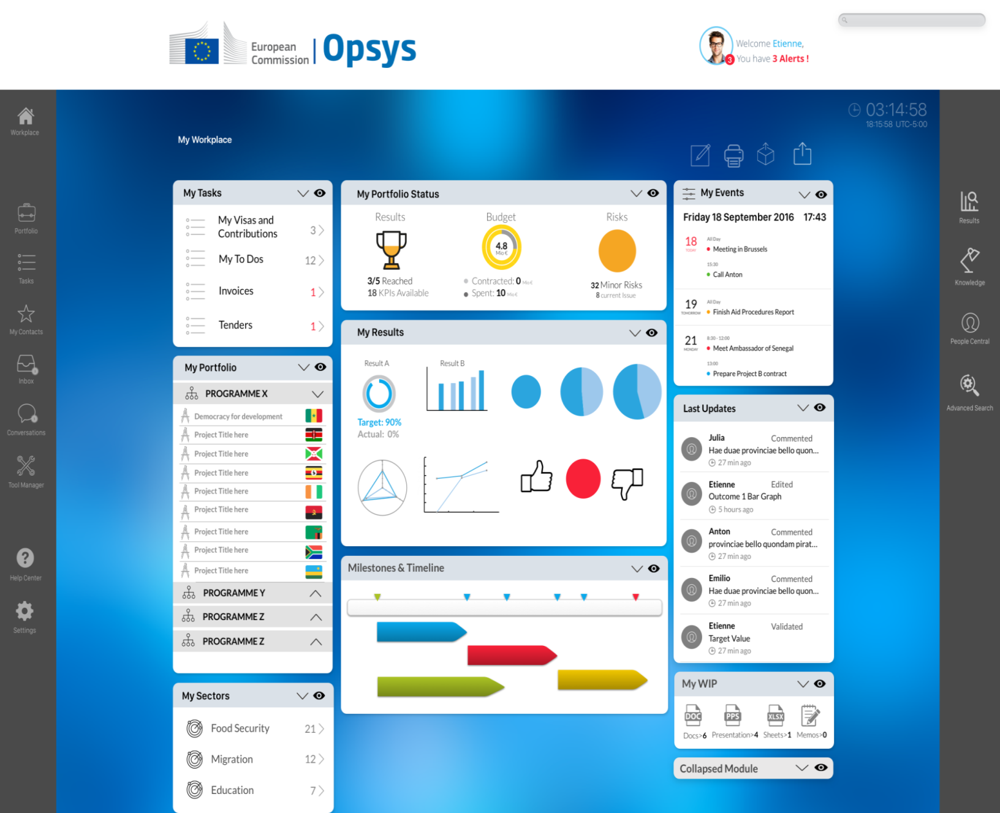 European
Commission
Opsys
Welcome Etienne,
3 You have 3 Alerts !
03:14:58
18:15:58 UTC-5:00
Workplace
Portfolio
Tasks
My Contacts
Inbox
Conversations
Tool Manager
Help Center
Settings
My Workplace
My Tasks
My Visas and
Contributions 3
My To Dos 12
Invoices 1
Tenders 1
My Portfolio
PROGRAMME X
Democracy for development
Project Title here
Project Title here
Project Title here
Project Title here
Project Title here
Project Title here
Project Title here
Project Title here
PROGRAMME Y
PROGRAMME Z
PROGRAMME Z
My Sectors
Food Security 21
Migration 12
Education 7
My Portfolio Status
Results Budget Risks
4.8
Mio €
3/5 Reached
18 KPIs Available
Contracted: 0 Mio €
Spent: 10 Mio €
32 Minor Risks
8 current Issue
My Results
Result A Result B
Target: 90%
Actual: 0%
Milestones & Timeline
My Events
Friday 18 September 2016 17:43
18
TODAY
All Day
Meeting in Brussels
15:30
Call Anton
19
TOMORROW
All Day
Finish Aid Procedures Report
21
MONDAY
8:30 - 12:00
Meet Ambassador of Senegal
13:00
Prepare Project B contract
Last Updates
Julia Commented
Hae duae provinciae bello quon...
27 min ago
Etienne Edited
Outcome 1 Bar Graph
5 hours ago
Anton Commented
provinciae bello quondam pirat...
27 min ago
Emilio Commented
Hae duae provinciae bello quon...
27 min ago
Etienne Validated
Target Value
27 min ago
My WIP
DOC PPS XLSX
Docs>6 Presentation>4 Sheets>1 Memos>0
Collapsed Module
Results
Knowledge
People Central
Advanced Search